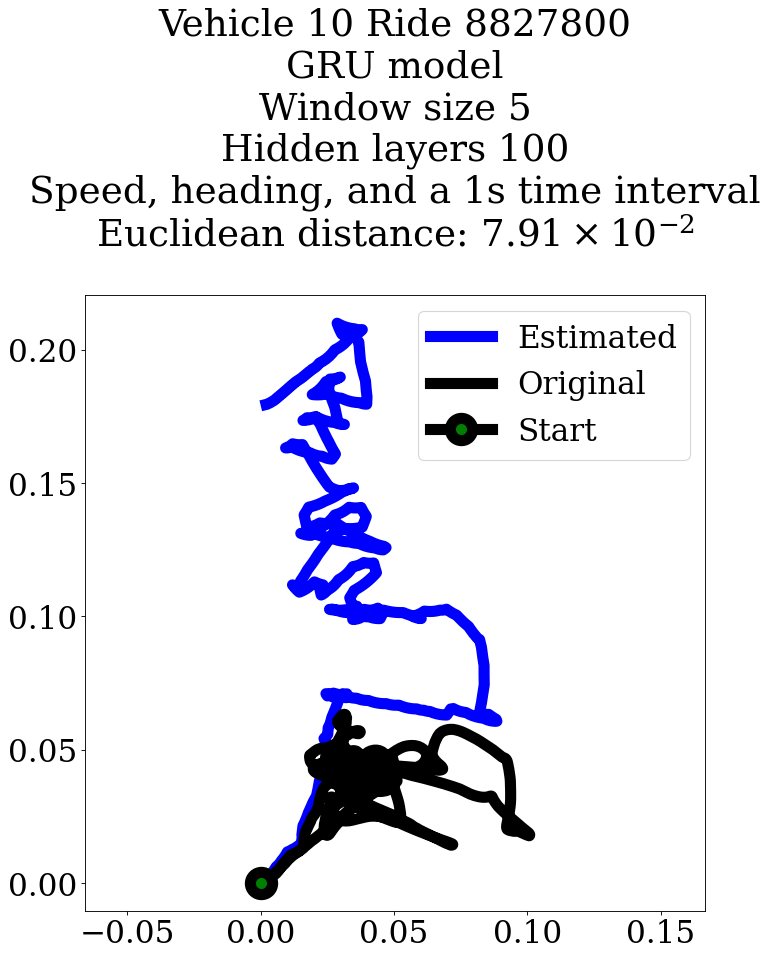 Vehicle 10 Ride 8827800
GRU model
Window size 5
Hidden layers 100
Speed, heading, and a 1s time interval
Euclidean distance: 7.91 × 10⁻²
Estimated
Original
Start
0.20
0.15
0.10
0.05
0.00
−0.05 0.00 0.05 0.10 0.15